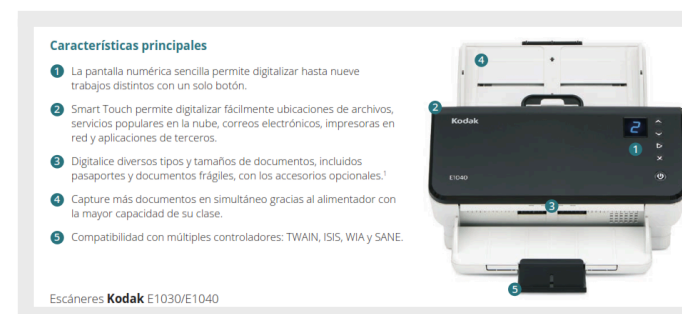 Características principales
1 La pantalla numérica sencilla permite digitalizar hasta nueve
trabajos distintos con un solo botón.
2 Smart Touch permite digitalizar fácilmente ubicaciones de archivos,
servicios populares en la nube, correos electrónicos, impresoras en
red y aplicaciones de terceros.
3 Digitalice diversos tipos y tamaños de documentos, incluidos
pasaportes y documentos frágiles, con los accesorios opcionales.¹
4 Capture más documentos en simultáneo gracias al alimentador con
la mayor capacidad de su clase.
5 Compatibilidad con múltiples controladores: TWAIN, ISIS, WIA y SANE.
Escáneres Kodak E1030/E1040
4
2
Kodak
2
1
E1040
3
5